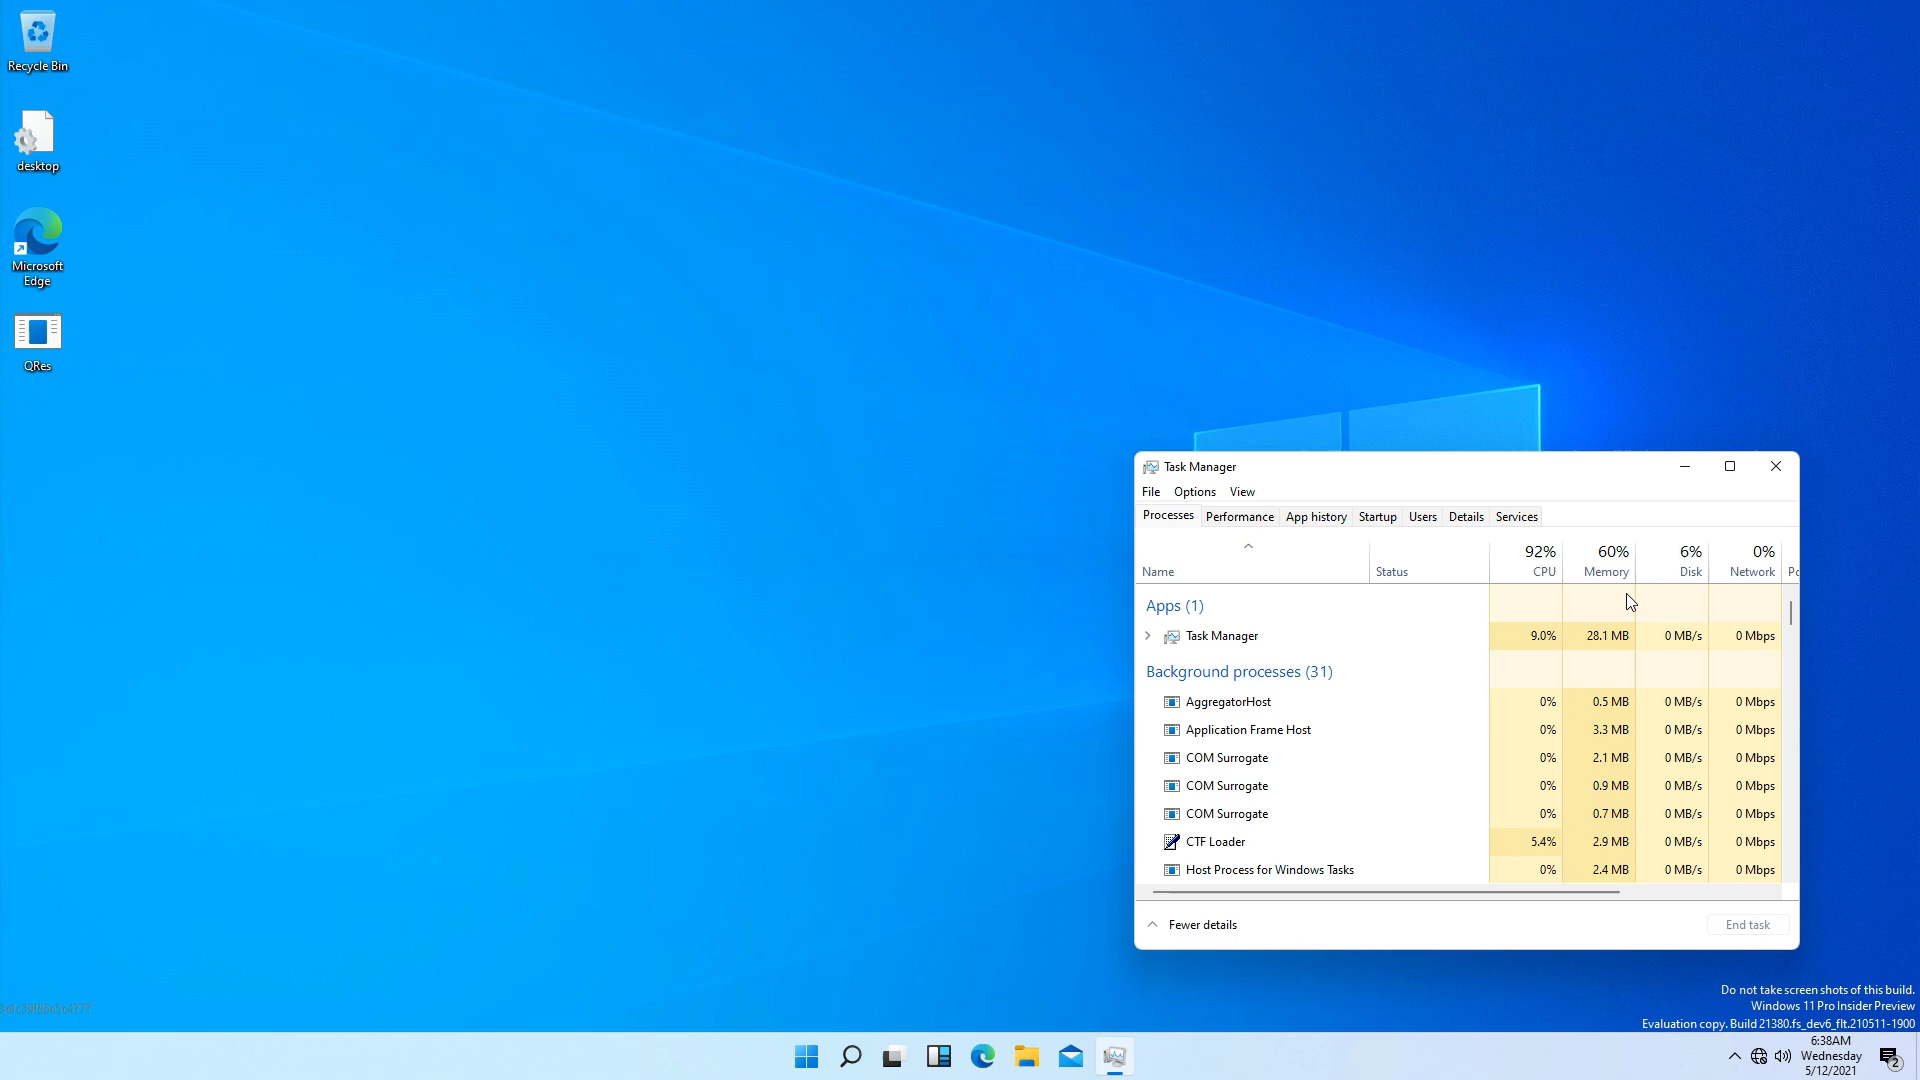 Recycle Bin
desktop
Microsoft
Edge
QRes
Task Manager
File Options View
Processes Performance App history Startup Users Details Services
92% 60% 6% 0%
Name Status CPU Memory Disk Network
Apps (1)
Task Manager 9.0% 28.1 MB 0 MB/s 0 Mbps
Background processes (31)
AggregatorHost 0% 0.5 MB 0 MB/s 0 Mbps
Application Frame Host 0% 3.3 MB 0 MB/s 0 Mbps
COM Surrogate 0% 2.1 MB 0 MB/s 0 Mbps
COM Surrogate 0% 0.9 MB 0 MB/s 0 Mbps
COM Surrogate 0% 0.7 MB 0 MB/s 0 Mbps
CTF Loader 5.4% 2.9 MB 0 MB/s 0 Mbps
Host Process for Windows Tasks 0% 2.4 MB 0 MB/s 0 Mbps
Fewer details End task
Do not take screen shots of this build.
Windows 11 Pro Insider Preview
Evaluation copy. Build 21380.fs_dev6_flt.210511-1900
6:38AM
Wednesday
5/12/2021
2